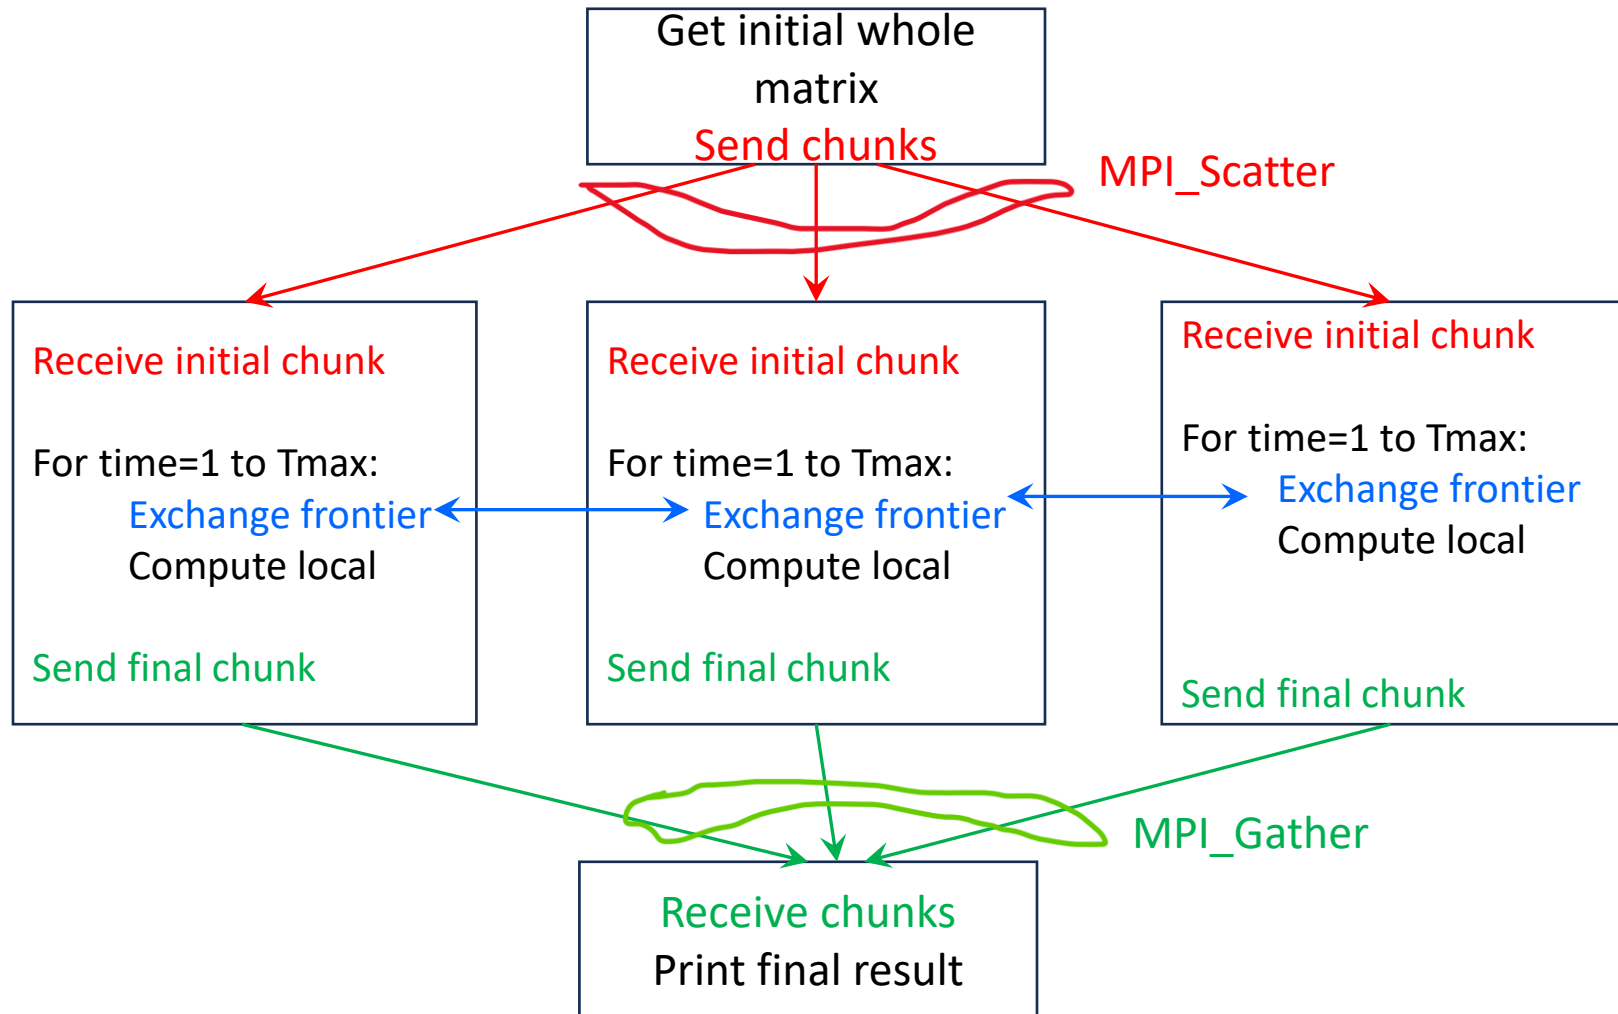 Get initial whole
matrix
Send chunks
MPI_Scatter
Receive initial chunk
For time=1 to Tmax:
Exchange frontier
Compute local
Send final chunk
Receive initial chunk
For time=1 to Tmax:
Exchange frontier
Compute local
Send final chunk
Receive initial chunk
For time=1 to Tmax:
Exchange frontier
Compute local
Send final chunk
MPI_Gather
Receive chunks
Print final result